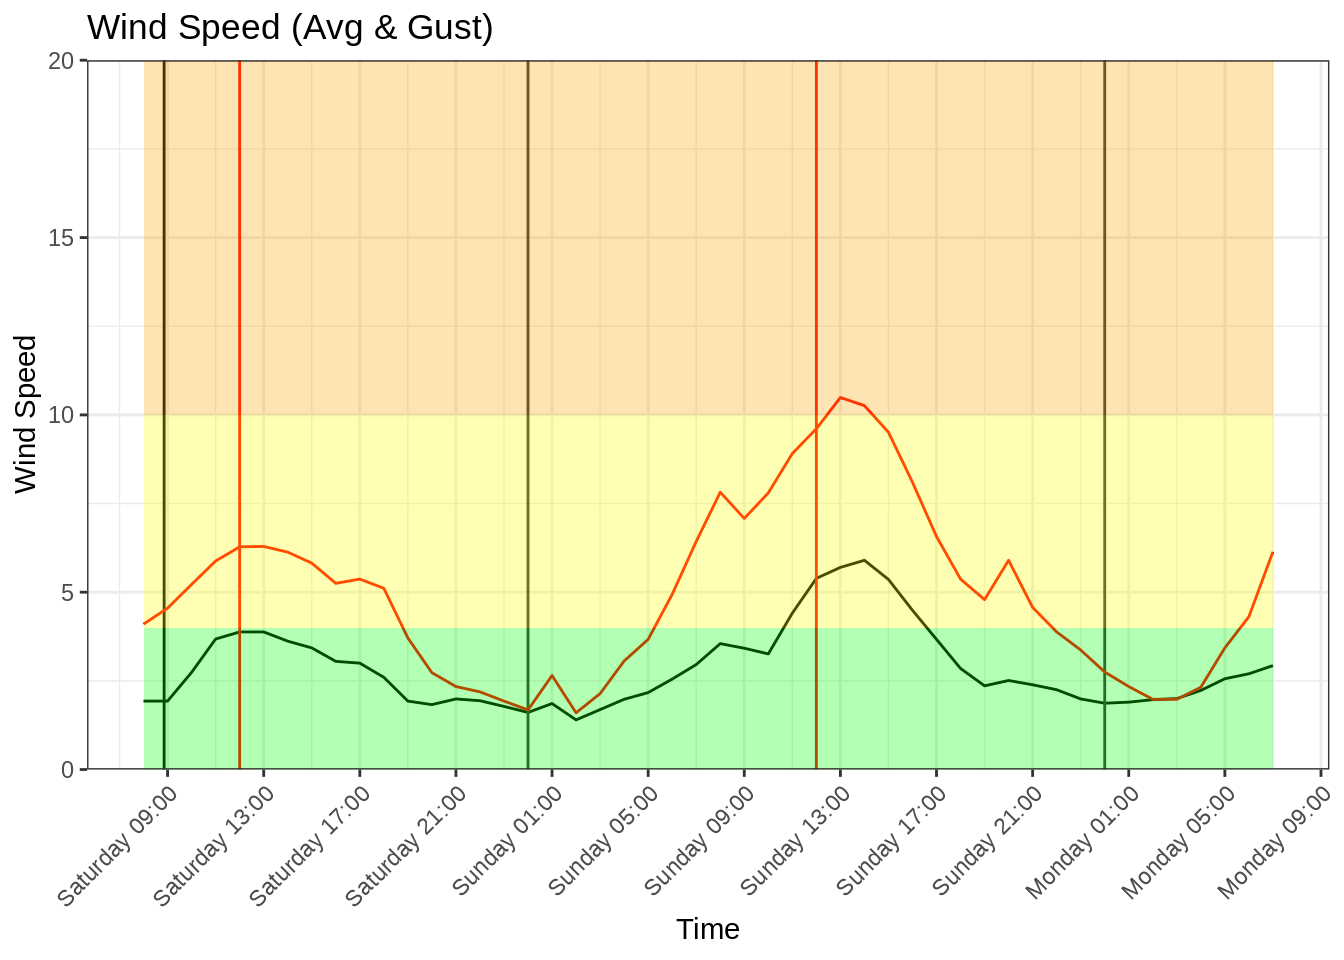 Wind Speed (Avg & Gust)
20
15
10
5
0
Wind Speed
Saturday 09:00
Saturday 13:00
Saturday 17:00
Saturday 21:00
Sunday 01:00
Sunday 05:00
Sunday 09:00
Sunday 13:00
Sunday 17:00
Sunday 21:00
Monday 01:00
Monday 05:00
Monday 09:00
Time